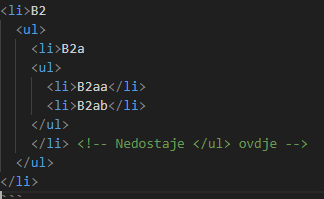 <li>B2
<ul>
<li>B2a
<ul>
<li>B2aa</li>
<li>B2ab</li>
</ul>
</li> <!-- Nedostaje </ul> ovdje -->
</ul>
</li>
```